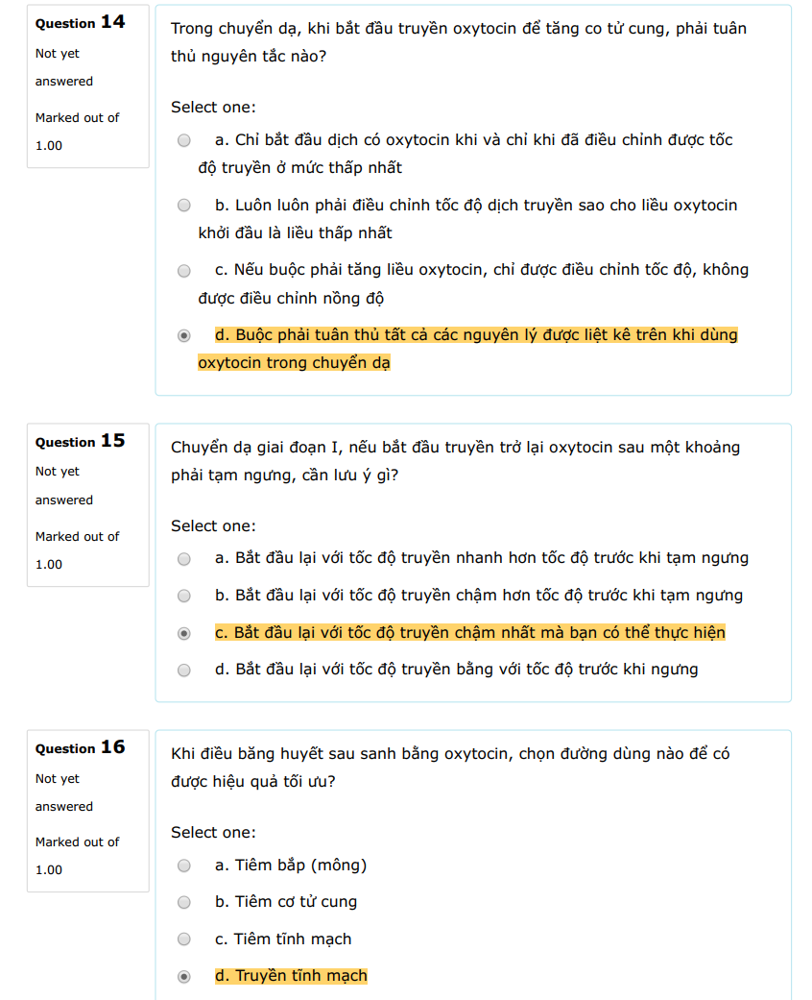 Question 14
Not yet
answered
Marked out of
1.00
Trong chuyển dạ, khi bắt đầu truyền oxytocin để tăng co tử cung, phải tuân
thủ nguyên tắc nào?
Select one:
a. Chỉ bắt đầu dịch có oxytocin khi và chỉ khi đã điều chỉnh được tốc
độ truyền ở mức thấp nhất
b. Luôn luôn phải điều chỉnh tốc độ dịch truyền sao cho liều oxytocin
khởi đầu là liều thấp nhất
c. Nếu buộc phải tăng liều oxytocin, chỉ được điều chỉnh tốc độ, không
được điều chỉnh nồng độ
d. Buộc phải tuân thủ tất cả các nguyên lý được liệt kê trên khi dùng
oxytocin trong chuyển dạ
Question 15
Not yet
answered
Marked out of
1.00
Chuyển dạ giai đoạn I, nếu bắt đầu truyền trở lại oxytocin sau một khoảng
phải tạm ngưng, cần lưu ý gì?
Select one:
a. Bắt đầu lại với tốc độ truyền nhanh hơn tốc độ trước khi tạm ngưng
b. Bắt đầu lại với tốc độ truyền chậm hơn tốc độ trước khi tạm ngưng
c. Bắt đầu lại với tốc độ truyền chậm nhất mà bạn có thể thực hiện
d. Bắt đầu lại với tốc độ truyền bằng với tốc độ trước khi ngưng
Question 16
Not yet
answered
Marked out of
1.00
Khi điều băng huyết sau sanh bằng oxytocin, chọn đường dùng nào để có
được hiệu quả tối ưu?
Select one:
a. Tiêm bắp (mông)
b. Tiêm cơ tử cung
c. Tiêm tĩnh mạch
d. Truyền tĩnh mạch